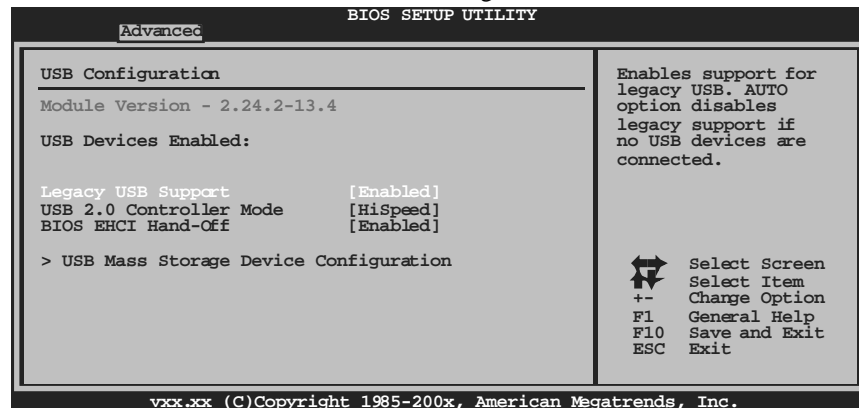 BIOS SETUP UTILITY
Advanced
USB Configuration
Module Version - 2.24.2-13.4
USB Devices Enabled:
Legacy USB Support [Enabled]
USB 2.0 Controller Mode [HiSpeed]
BIOS EHCI Hand-Off [Enabled]
> USB Mass Storage Device Configuration
Enables support for
legacy USB. AUTO
option disables
legacy support if
no USB devices are
connected.
Select Screen
Select Item
+- Change Option
F1 General Help
F10 Save and Exit
ESC Exit
vxx.xx (C)Copyright 1985-200x, American Megatrends, Inc.